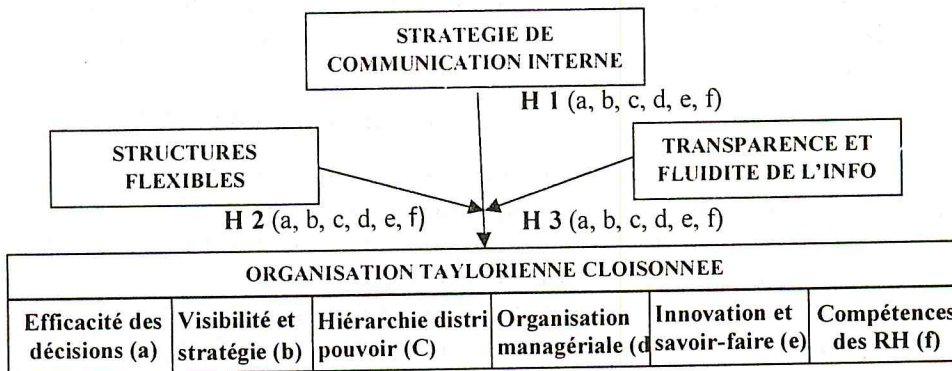 STRATEGIE DE
COMMUNICATION INTERNE
H 1 (a, b, c, d, e, f)
STRUCTURES
FLEXIBLES
TRANSPARENCE ET
FLUIDITE DE L'INFO
H 2 (a, b, c, d, e, f)
H 3 (a, b, c, d, e, f)
ORGANISATION TAYLORIENNE CLOISONNEE
Efficacité des
décisions (a)
Visibilité et
stratégie (b)
Hiérarchie distri
pouvoir (C)
Organisation
managériale (d
Innovation et
savoir-faire (e)
Compétences
des RH (f)